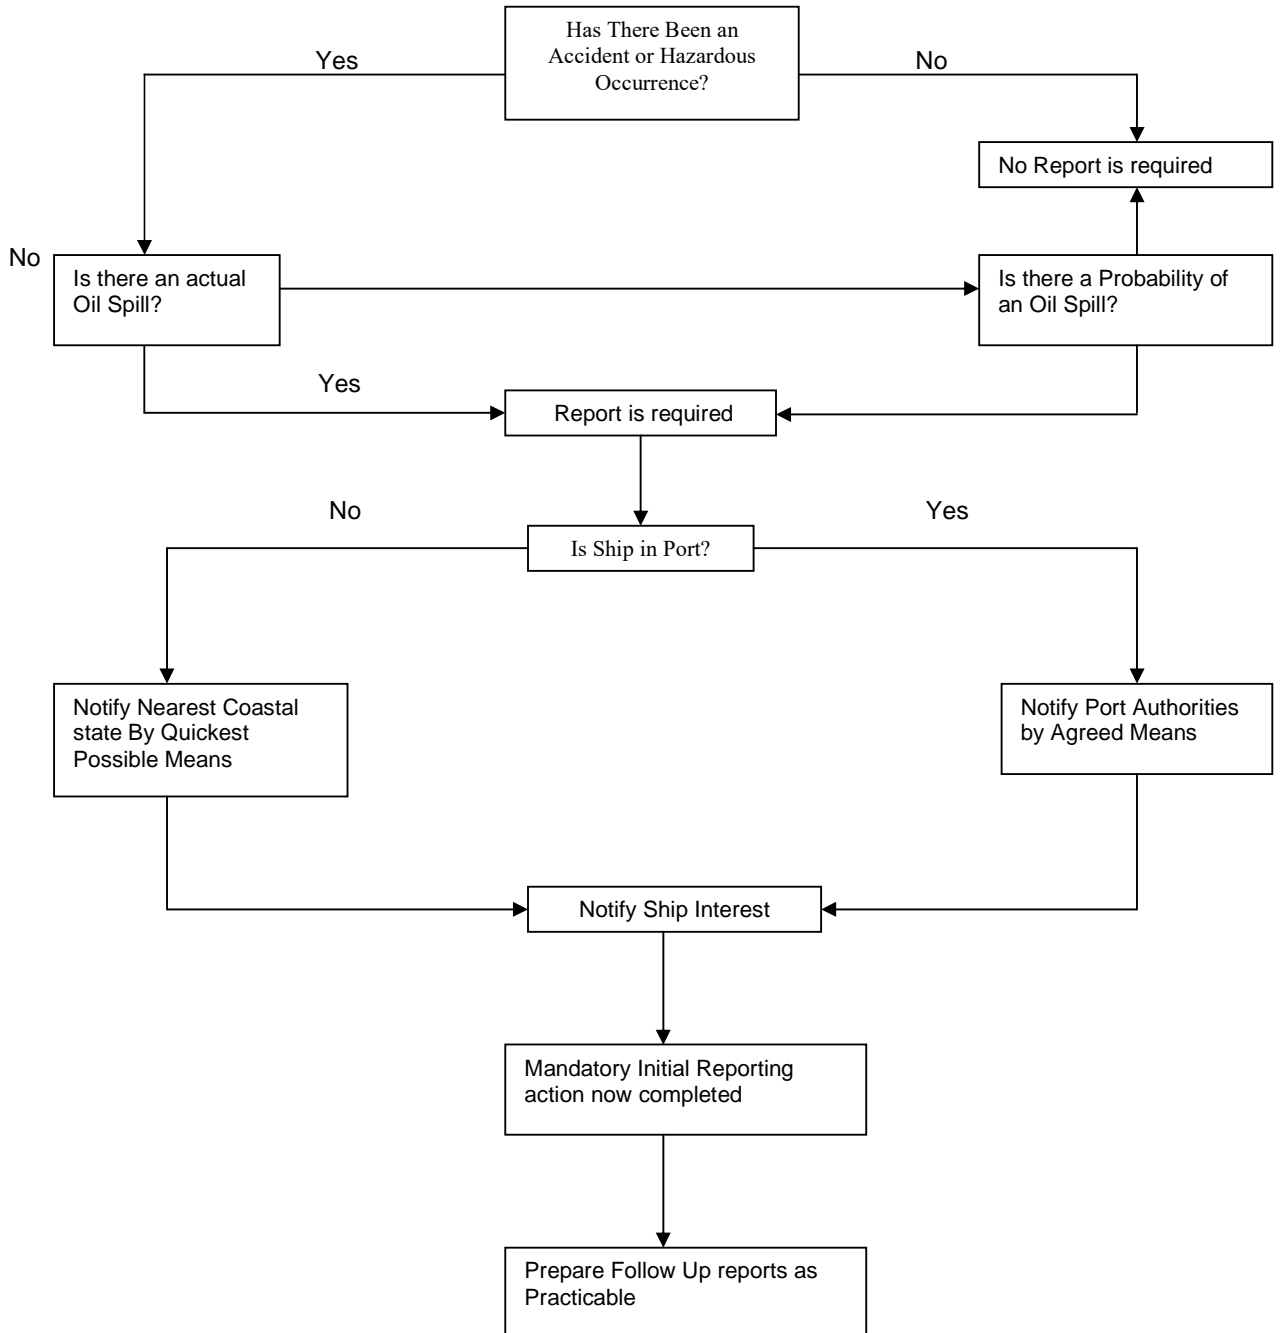 Has There Been an
Accident or Hazardous
Occurrence?
Yes
No
No Report is required
No
Is there an actual
Oil Spill?
Is there a Probability of
an Oil Spill?
Yes
Report is required
No
Yes
Is Ship in Port?
Notify Nearest Coastal
state By Quickest
Possible Means
Notify Port Authorities
by Agreed Means
Notify Ship Interest
Mandatory Initial Reporting
action now completed
Prepare Follow Up reports as
Practicable